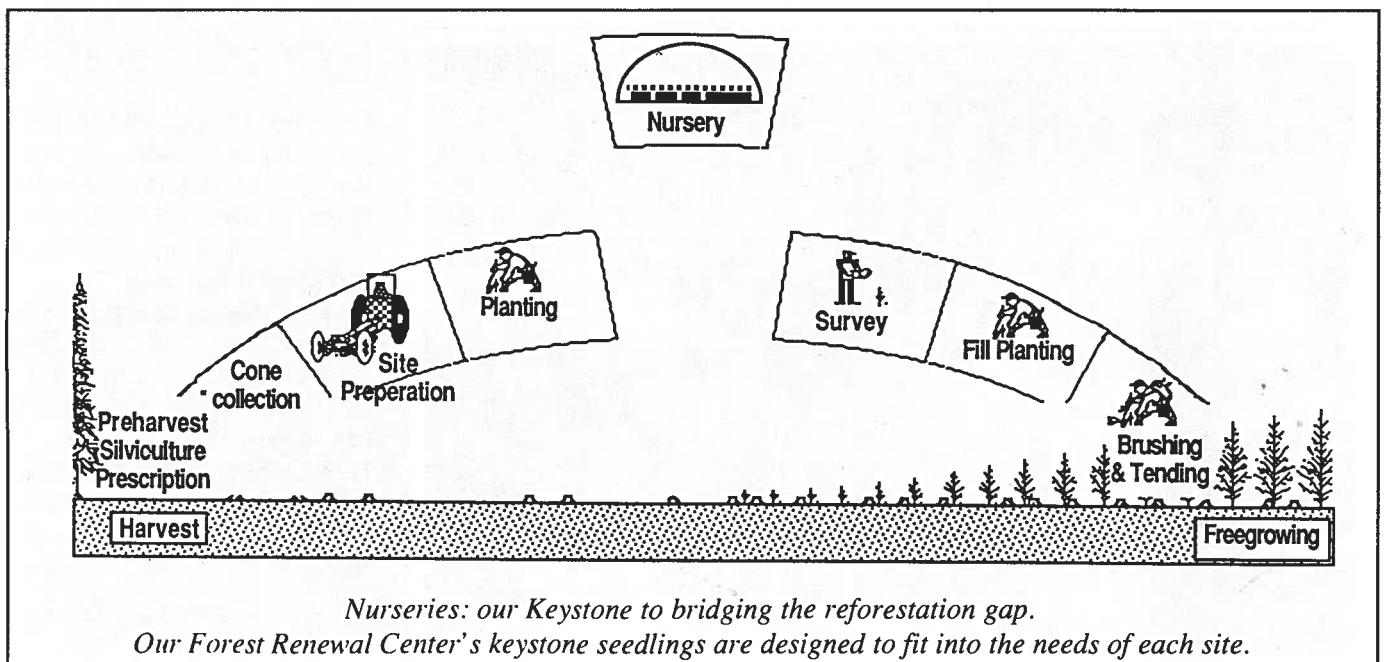 Nursery
Planting
Survey
Site
Preperation
Fill Planting
Cone
collection
Preharvest
Silviculture
Prescription
Brushing
& Tending
Harvest
Freegrowing
Nurseries: our Keystone to bridging the reforestation gap.
Our Forest Renewal Center's keystone seedlings are designed to fit into the needs of each site.